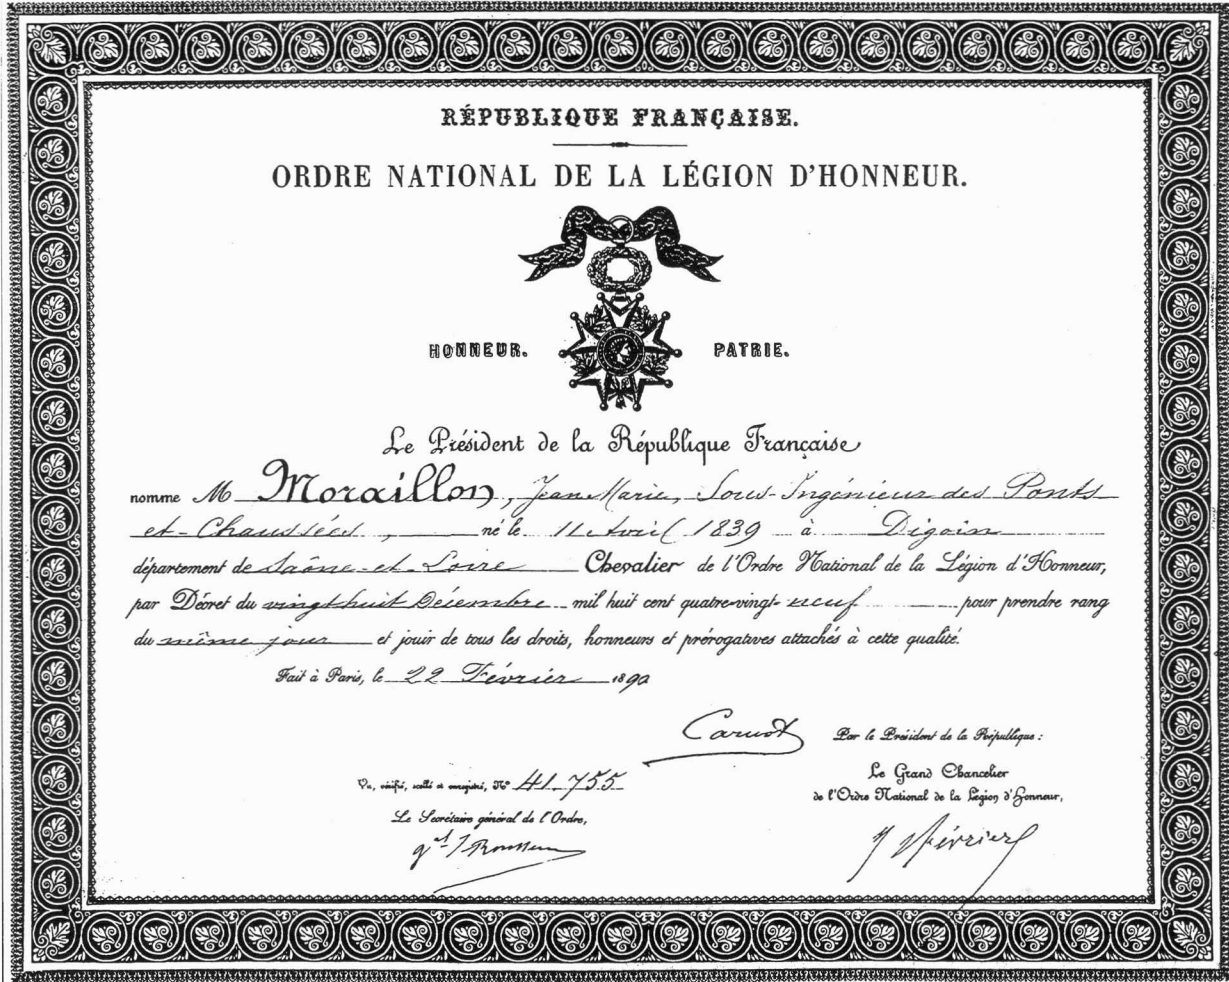 RÉPUBLIQUE FRANÇAISE.
ORDRE NATIONAL DE LA LÉGION D'HONNEUR.
HONNEUR. PATRIE.
Le Président de la République Française
nomme M Moraillon, Jean Marie, Sous-Ingénieur des Ponts
et-Chaussées, né le 11 Avril 1839 à Digoin
département de Saône-et-Loire Chevalier de l'Ordre National de la Légion d'Honneur,
par Décret du vingt huit Décembre mil huit cent quatre-vingt-neuf pour prendre rang
du même jour et jouir de tous les droits, honneurs et prérogatives attachés à cette qualité.
Fait à Paris, le 22 Février 1890
Carnot
Par le Président de la République :
Vu, vérifié, scellé et enregistré, N° 41.755
Le Grand Chancelier
de l'Ordre National de la Légion d'Honneur,
Le Secrétaire général de l'Ordre,
Février